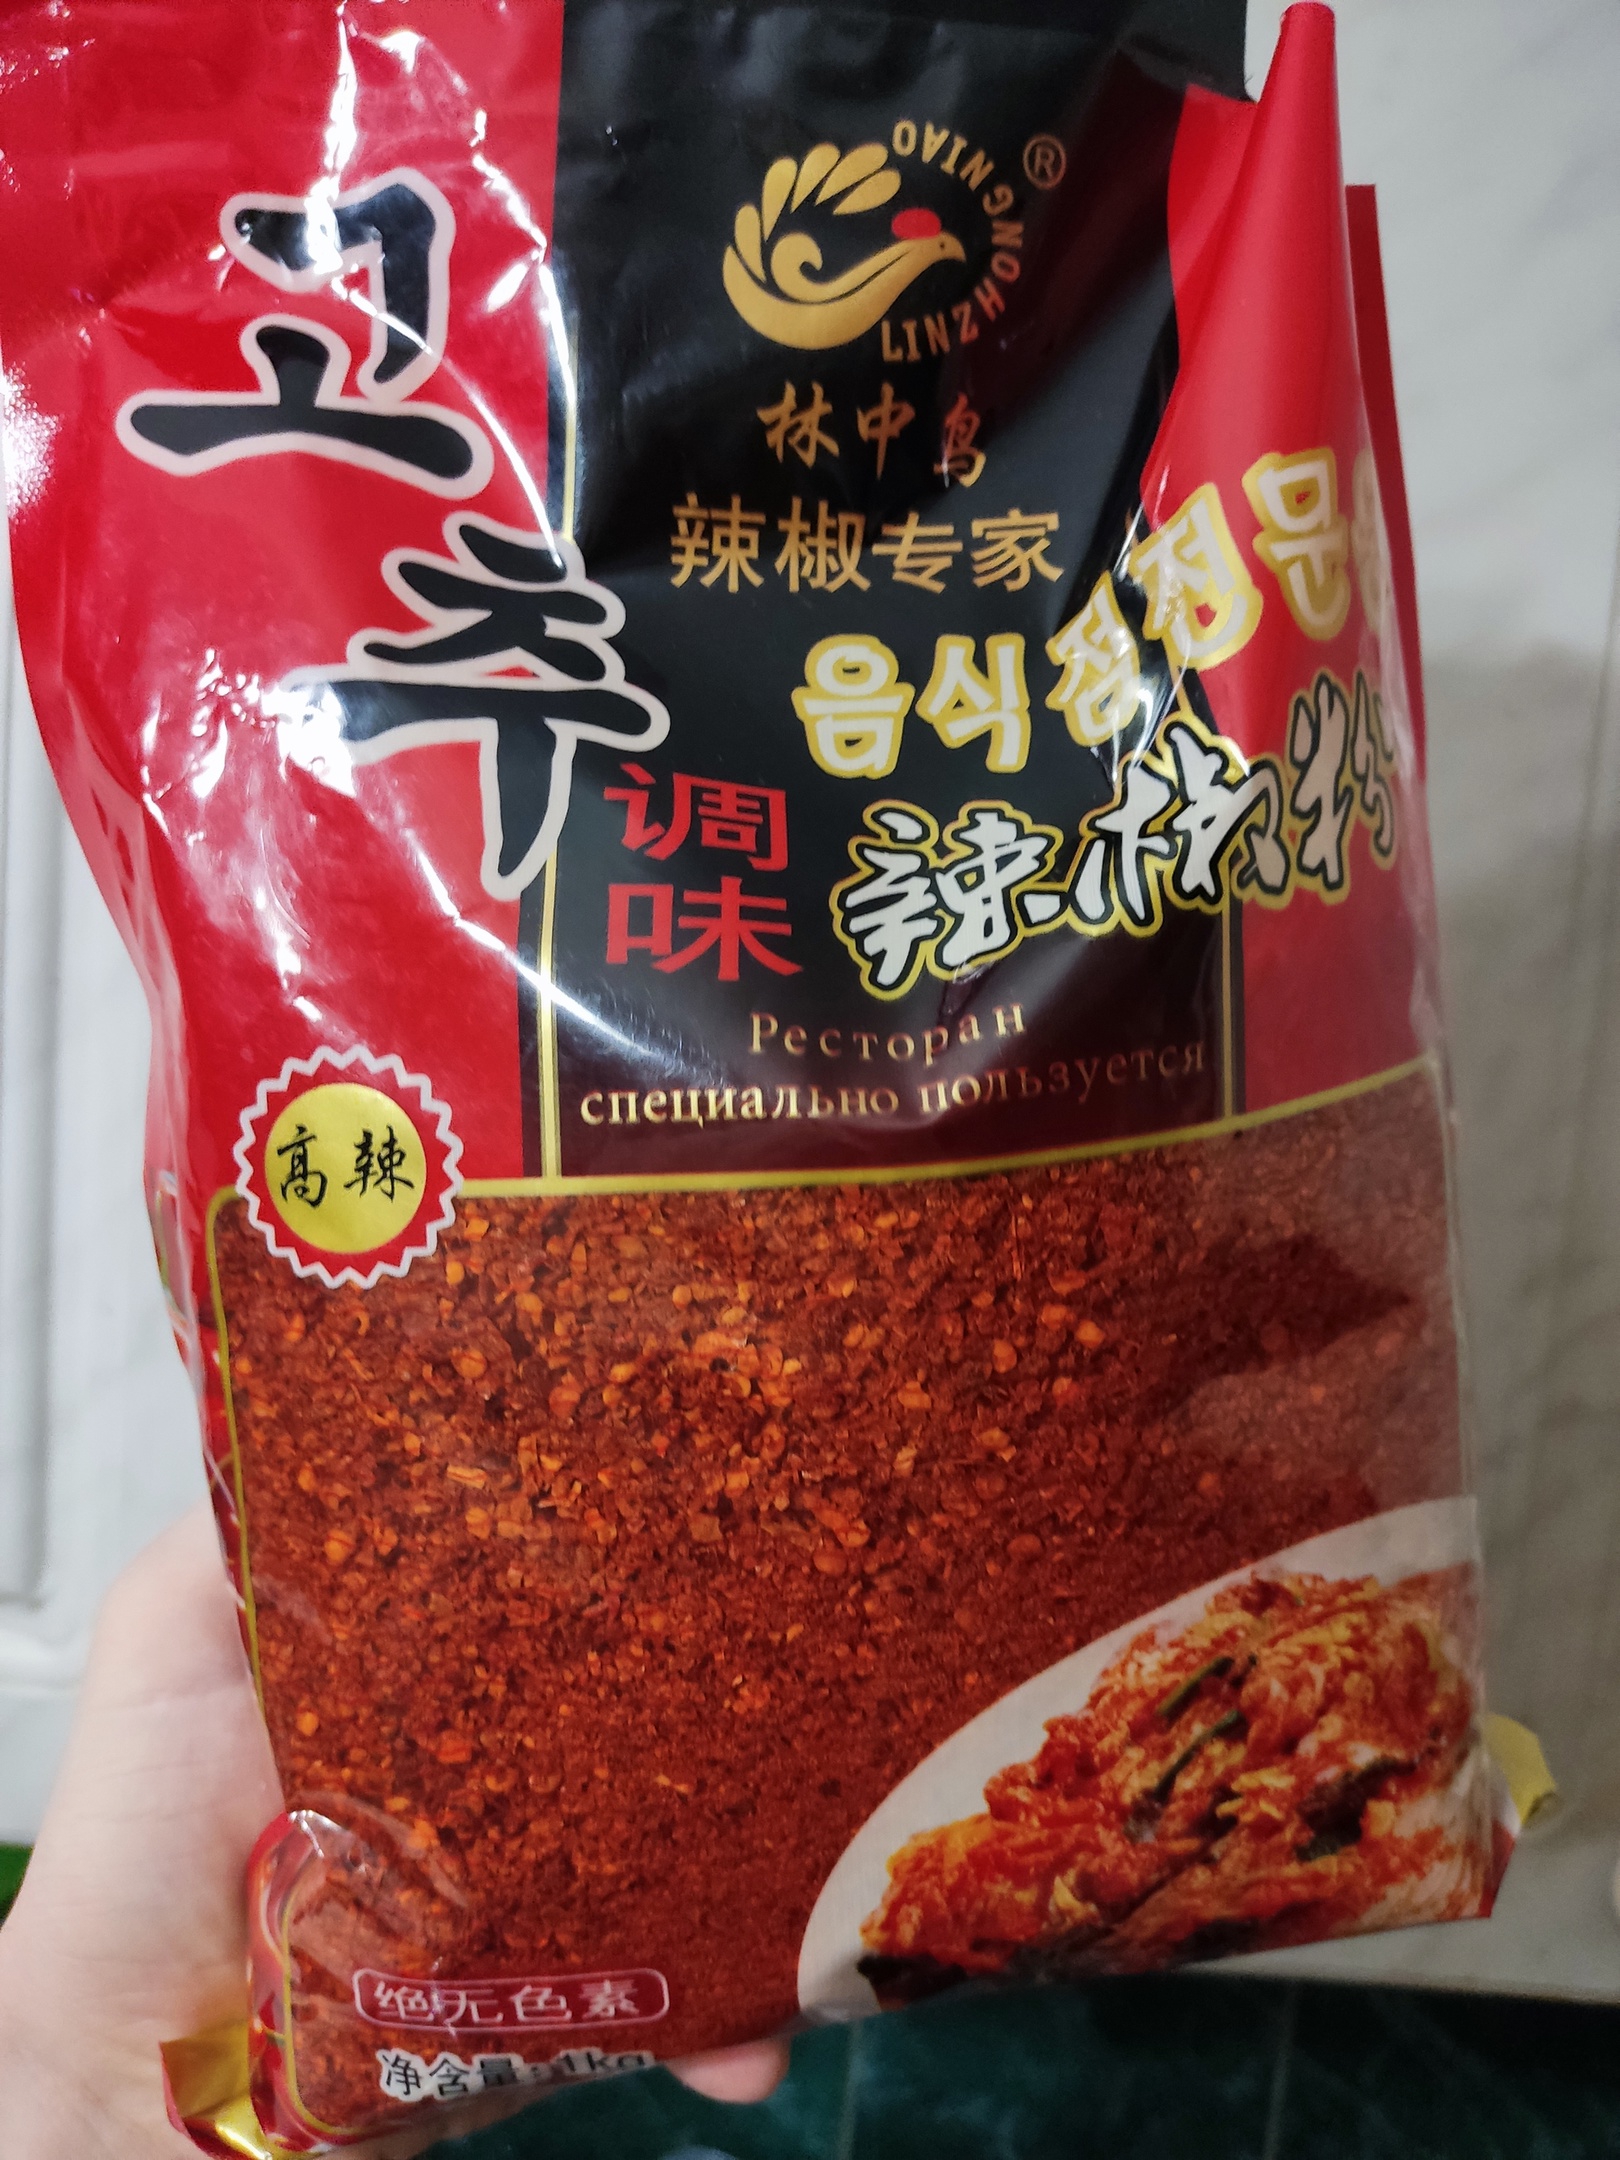 LINZHONGNIAO ®
林中鸟
辣椒专家
고추
음식점전문
调味
辣椒粉
Ресторан
специально пользуется
高辣
绝无色素
净含量:1kg